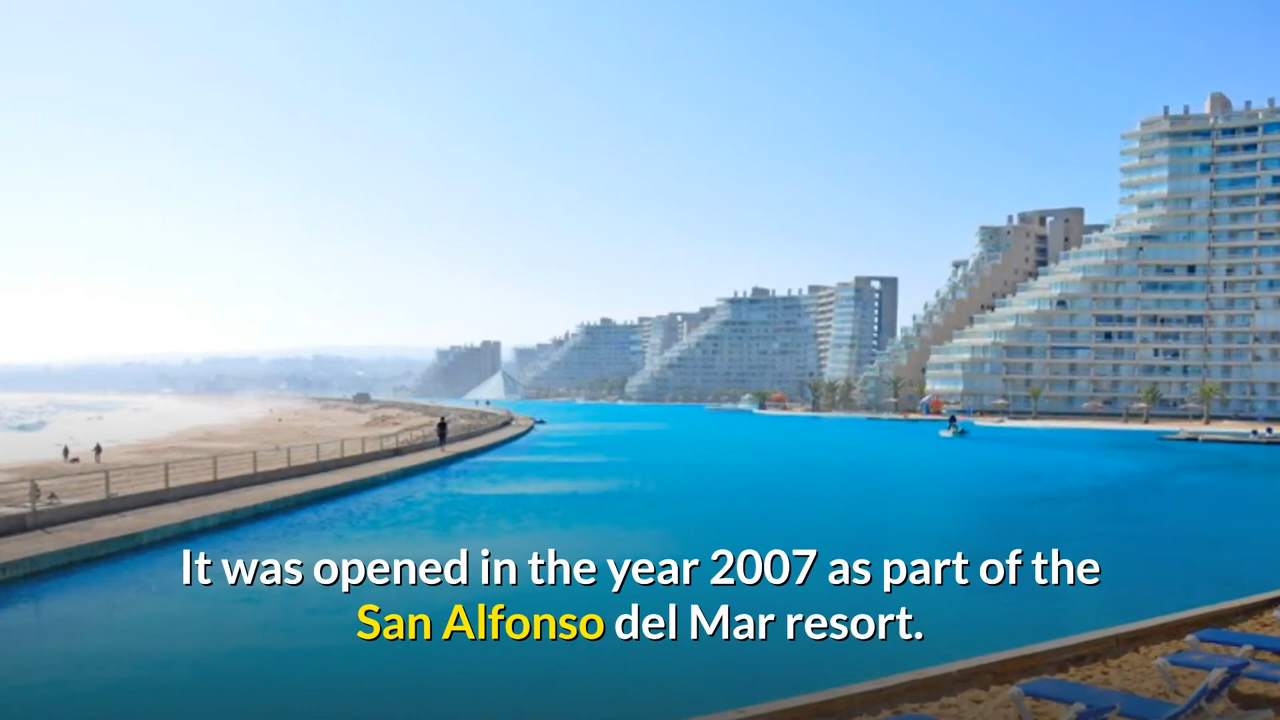 It was opened in the year 2007 as part of the
San Alfonso del Mar resort.